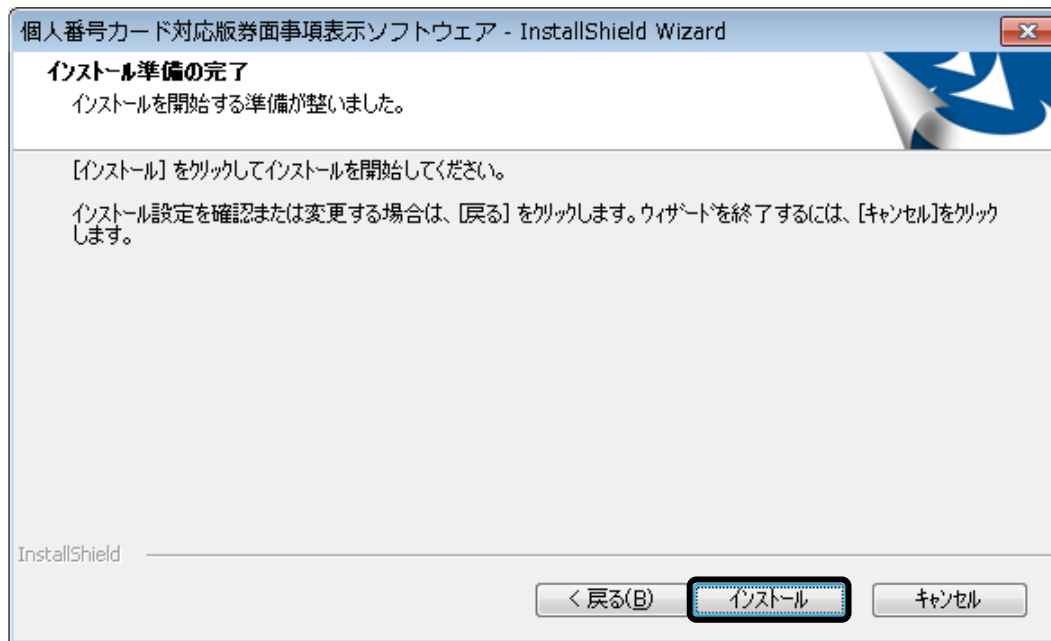 個人番号カード対応版券面事項表示ソフトウェア - InstallShield Wizard
インストール準備の完了
インストールを開始する準備が整いました。
[インストール] をクリックしてインストールを開始してください。
インストール設定を確認または変更する場合は、[戻る] をクリックします。ウィザードを終了するには、[キャンセル]をクリック
します。
InstallShield
< 戻る(B) インストール キャンセル